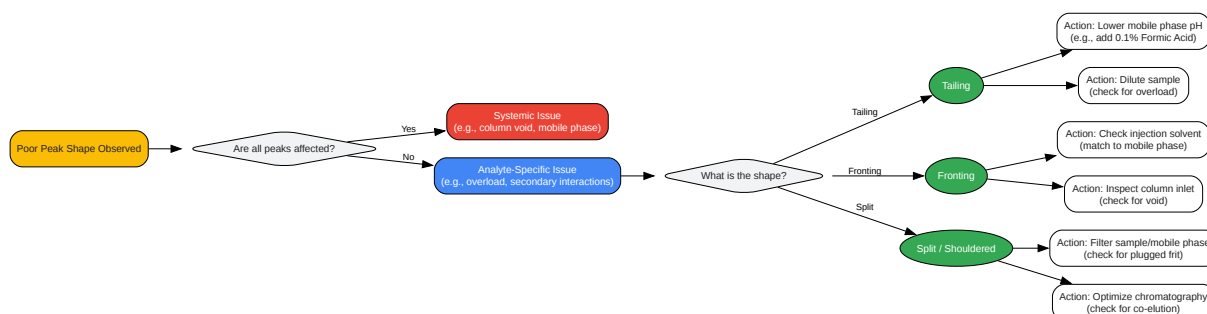 Poor Peak Shape Observed
Are all peaks affected?
Yes
Systemic Issue
(e.g., column void, mobile phase)
No
Analyte-Specific Issue
(e.g., overload, secondary interactions)
What is the shape?
Tailing
Tailing
Action: Lower mobile phase pH
(e.g., add 0.1% Formic Acid)
Action: Dilute sample
(check for overload)
Fronting
Fronting
Action: Check injection solvent
(match to mobile phase)
Action: Inspect column inlet
(check for void)
Split
Split / Shouldered
Action: Filter sample/mobile phase
(check for plugged frit)
Action: Optimize chromatography
(check for co-elution)